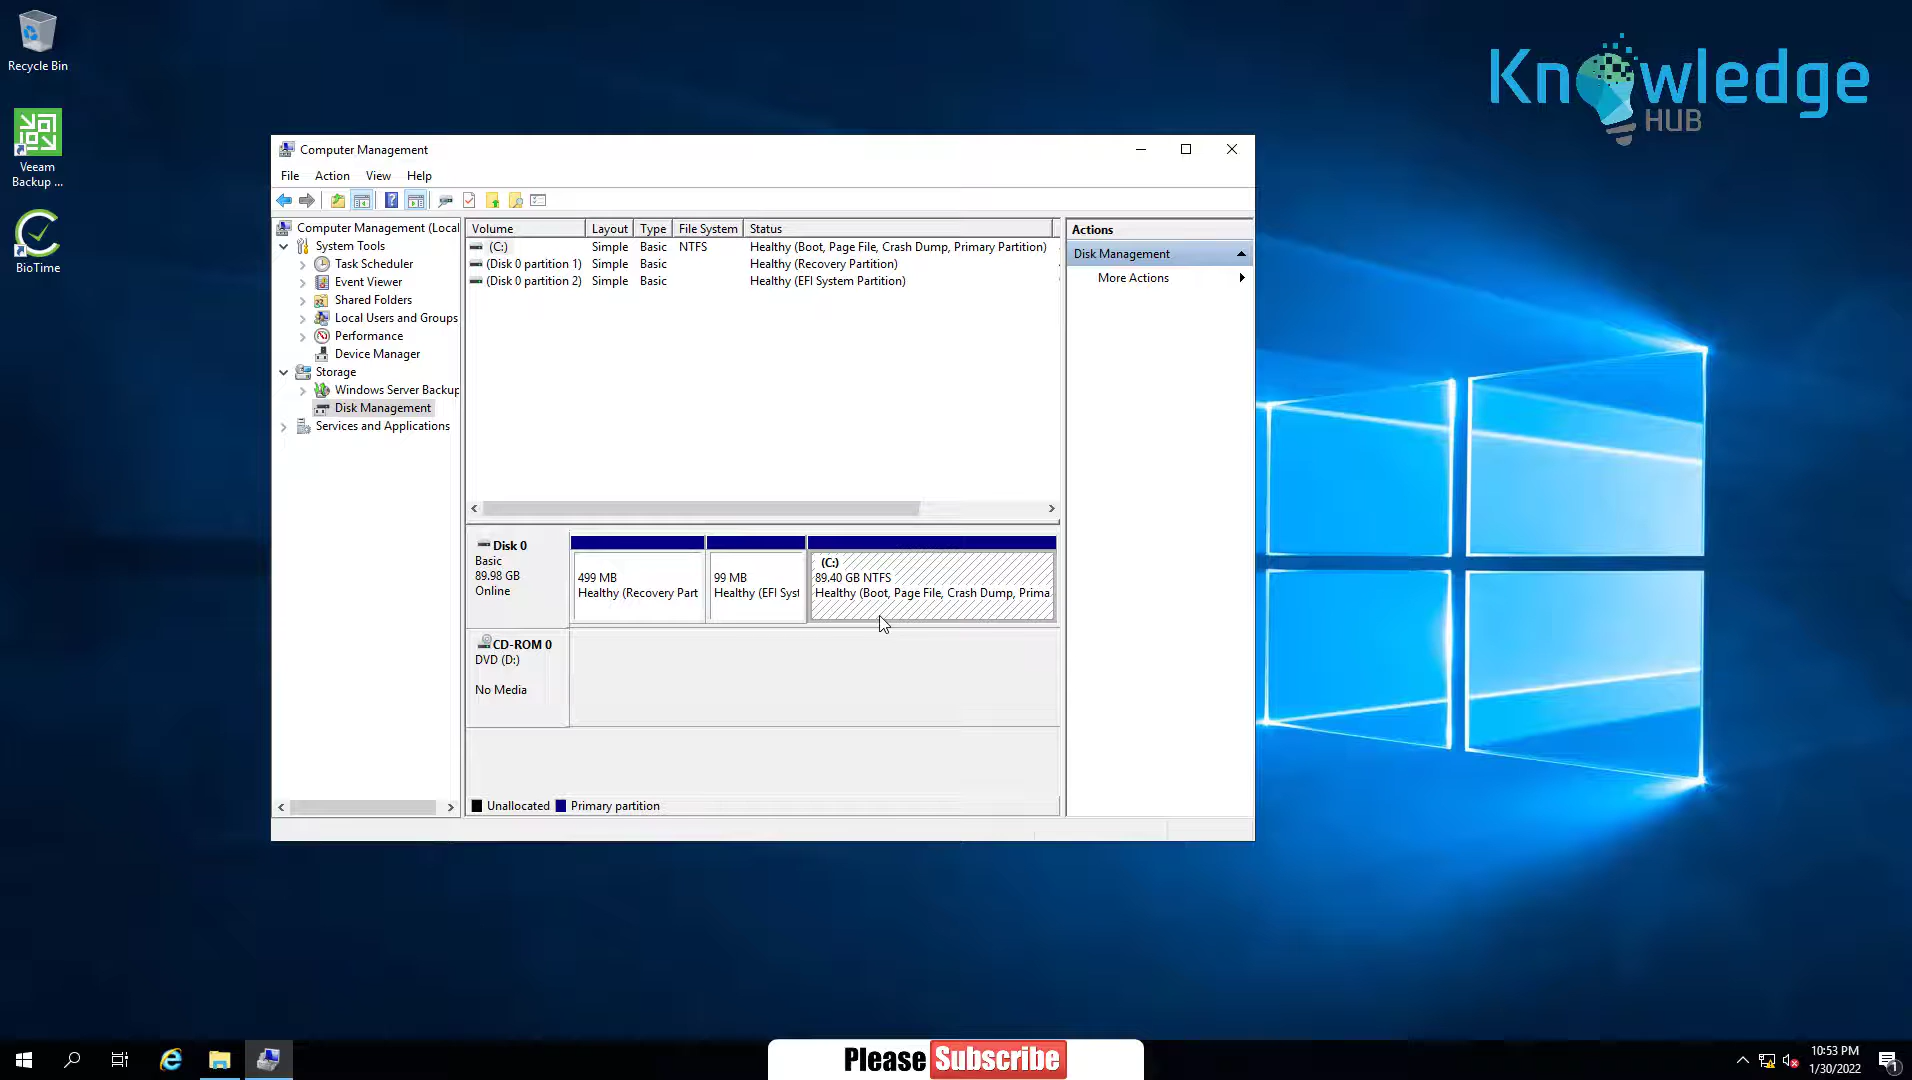 Recycle Bin
Veeam
Backup ...
BioTime
Knowledge
HUB
Computer Management
File Action View Help
Computer Management (Local
System Tools
Task Scheduler
Event Viewer
Shared Folders
Local Users and Groups
Performance
Device Manager
Storage
Windows Server Backup
Disk Management
Services and Applications
Volume Layout Type File System Status
(C:) Simple Basic NTFS Healthy (Boot, Page File, Crash Dump, Primary Partition)
(Disk 0 partition 1) Simple Basic Healthy (Recovery Partition)
(Disk 0 partition 2) Simple Basic Healthy (EFI System Partition)
Disk 0
Basic
89.98 GB
Online
499 MB
Healthy (Recovery Part
99 MB
Healthy (EFI Syst
(C:)
89.40 GB NTFS
Healthy (Boot, Page File, Crash Dump, Prima
CD-ROM 0
DVD (D:)
No Media
Unallocated Primary partition
Actions
Disk Management
More Actions
Please Subscribe
10:53 PM
1/30/2022
1